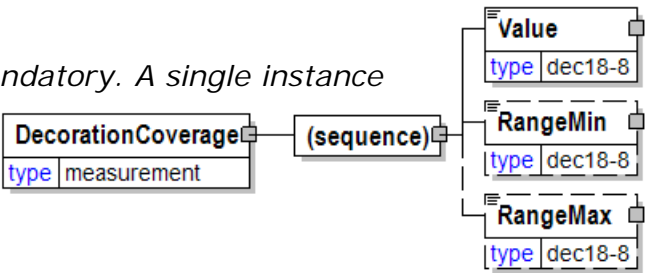 ndatory. A single instance
DecorationCoverage
type measurement
(sequence)
Value
type dec18-8
RangeMin
type dec18-8
RangeMax
type dec18-8